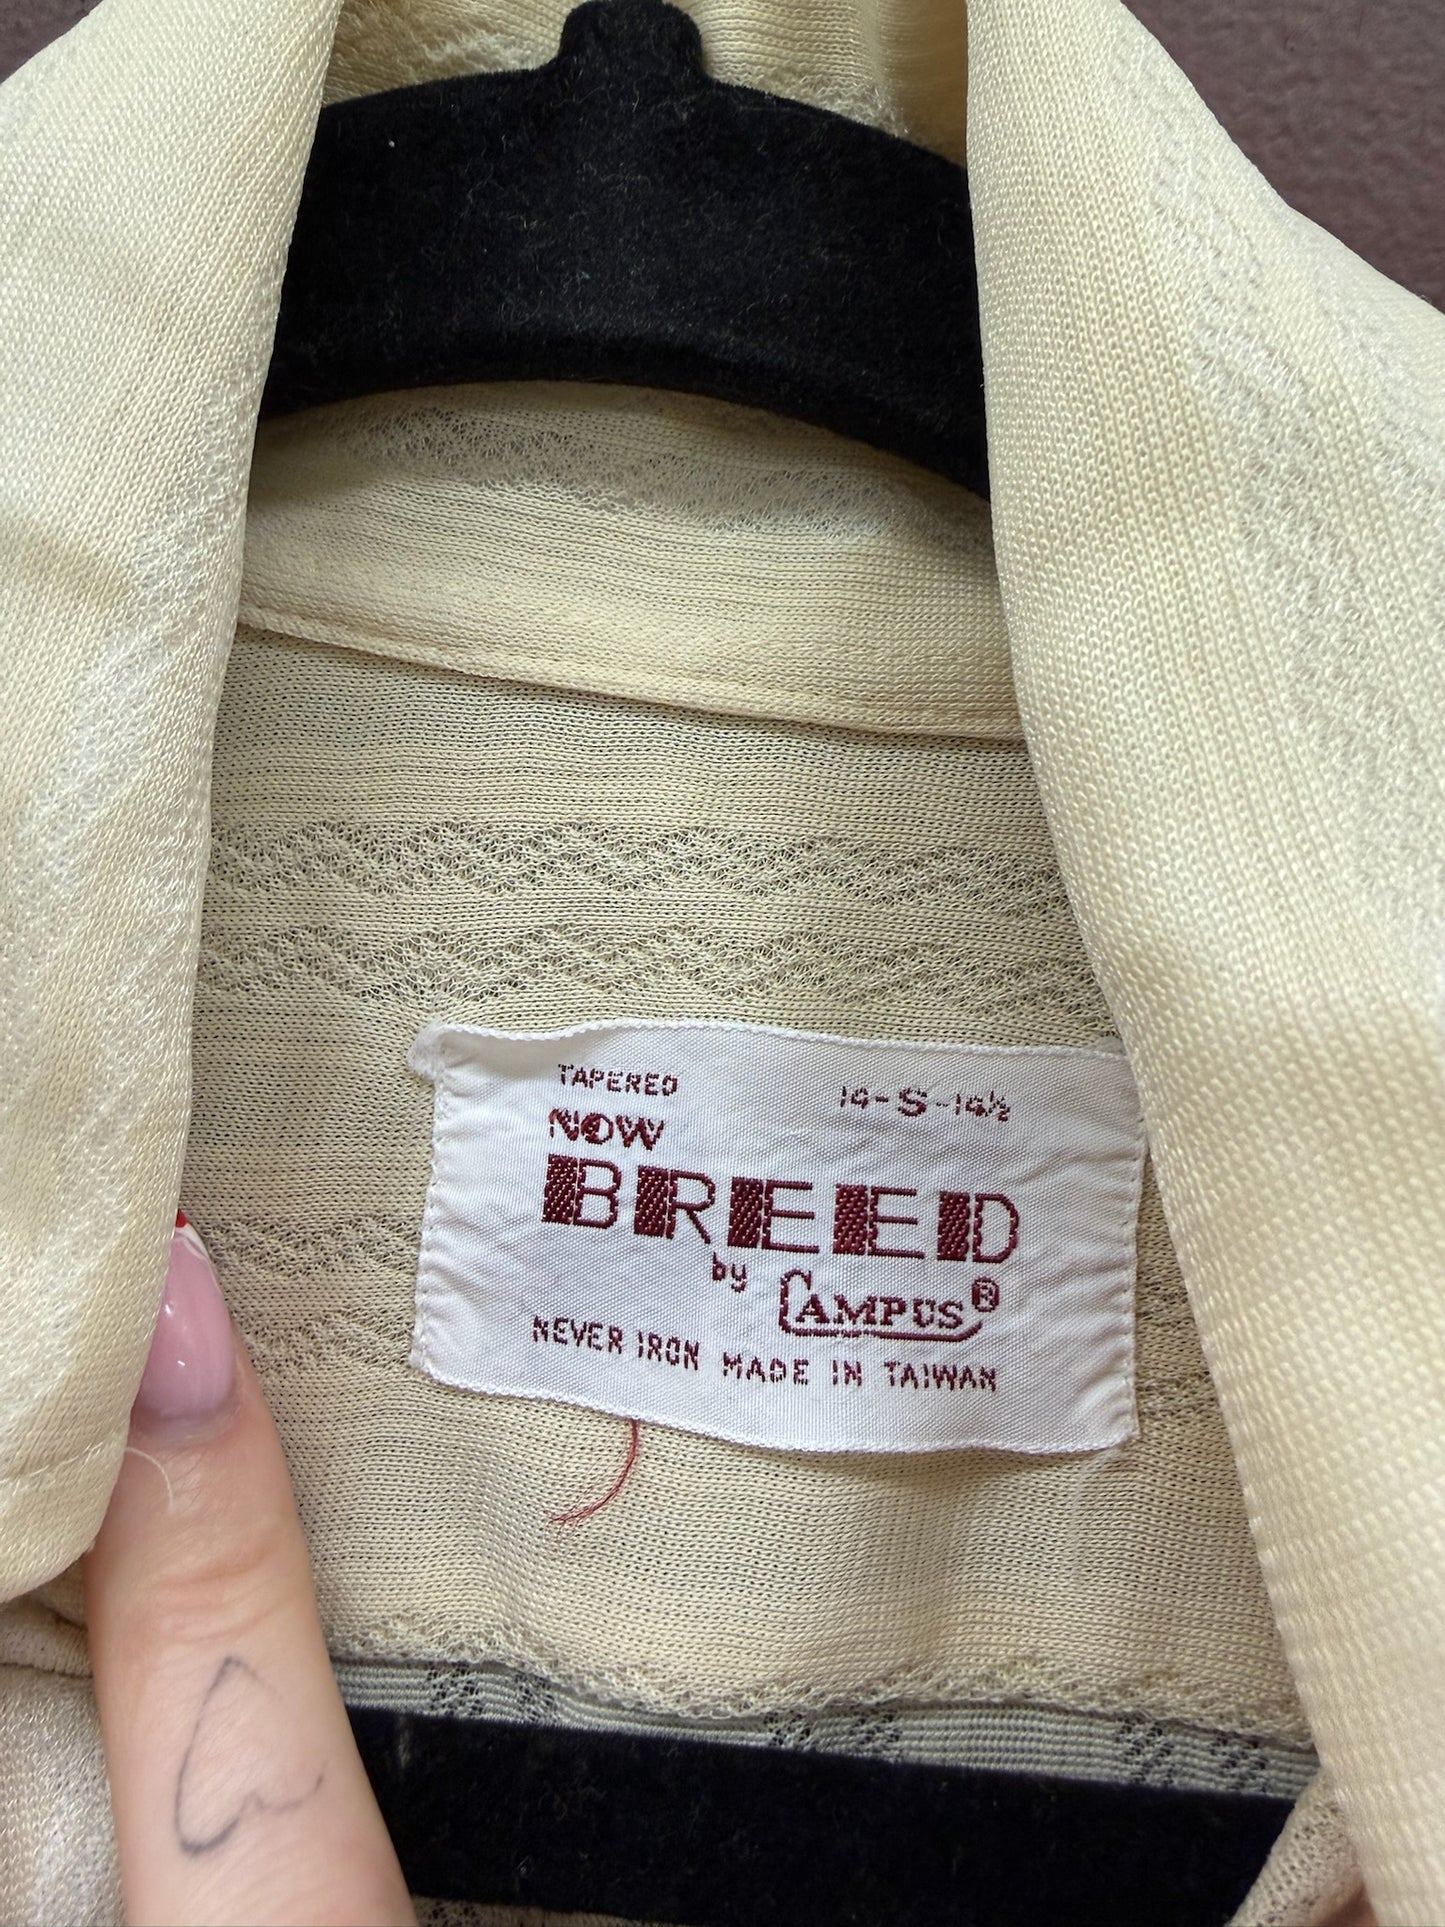 TAPERED 14-S-14½
NOW
BREED
by CAMPUS®
NEVER IRON MADE IN TAIWAN